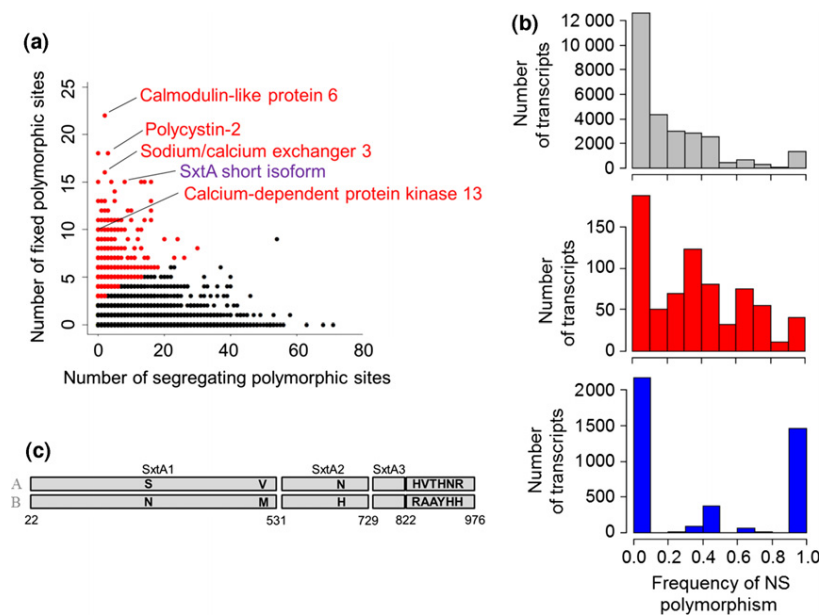 (a)
Number of fixed polymorphic sites
25
20
15
10
5
0
Calmodulin-like protein 6
Polycystin-2
Sodium/calcium exchanger 3
SxtA short isoform
Calcium-dependent protein kinase 13
0 20 40 60 80
Number of segregating polymorphic sites
(b)
Number
of transcripts
12 000
10 000
8000
6000
4000
2000
0
Number
of transcripts
150
100
50
0
Number
of transcripts
2000
1500
1000
500
0
0.0 0.2 0.4 0.6 0.8 1.0
Frequency of NS
polymorphism
(c)
SxtA1 SxtA2 SxtA3
A S V N HVTHNR
B N M H RAAYHH
22 531 729 822 976